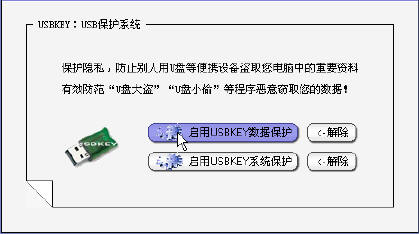 USBKEY：USB保护系统
保护隐私，防止别人用U盘等便携设备盗取您电脑中的重要资料
有效防范“U盘大盗”“U盘小偷”等程序恶意窃取您的数据！
USBKEY
启用USBKEY数据保护
<-解除
启用USBKEY系统保护
<-解除